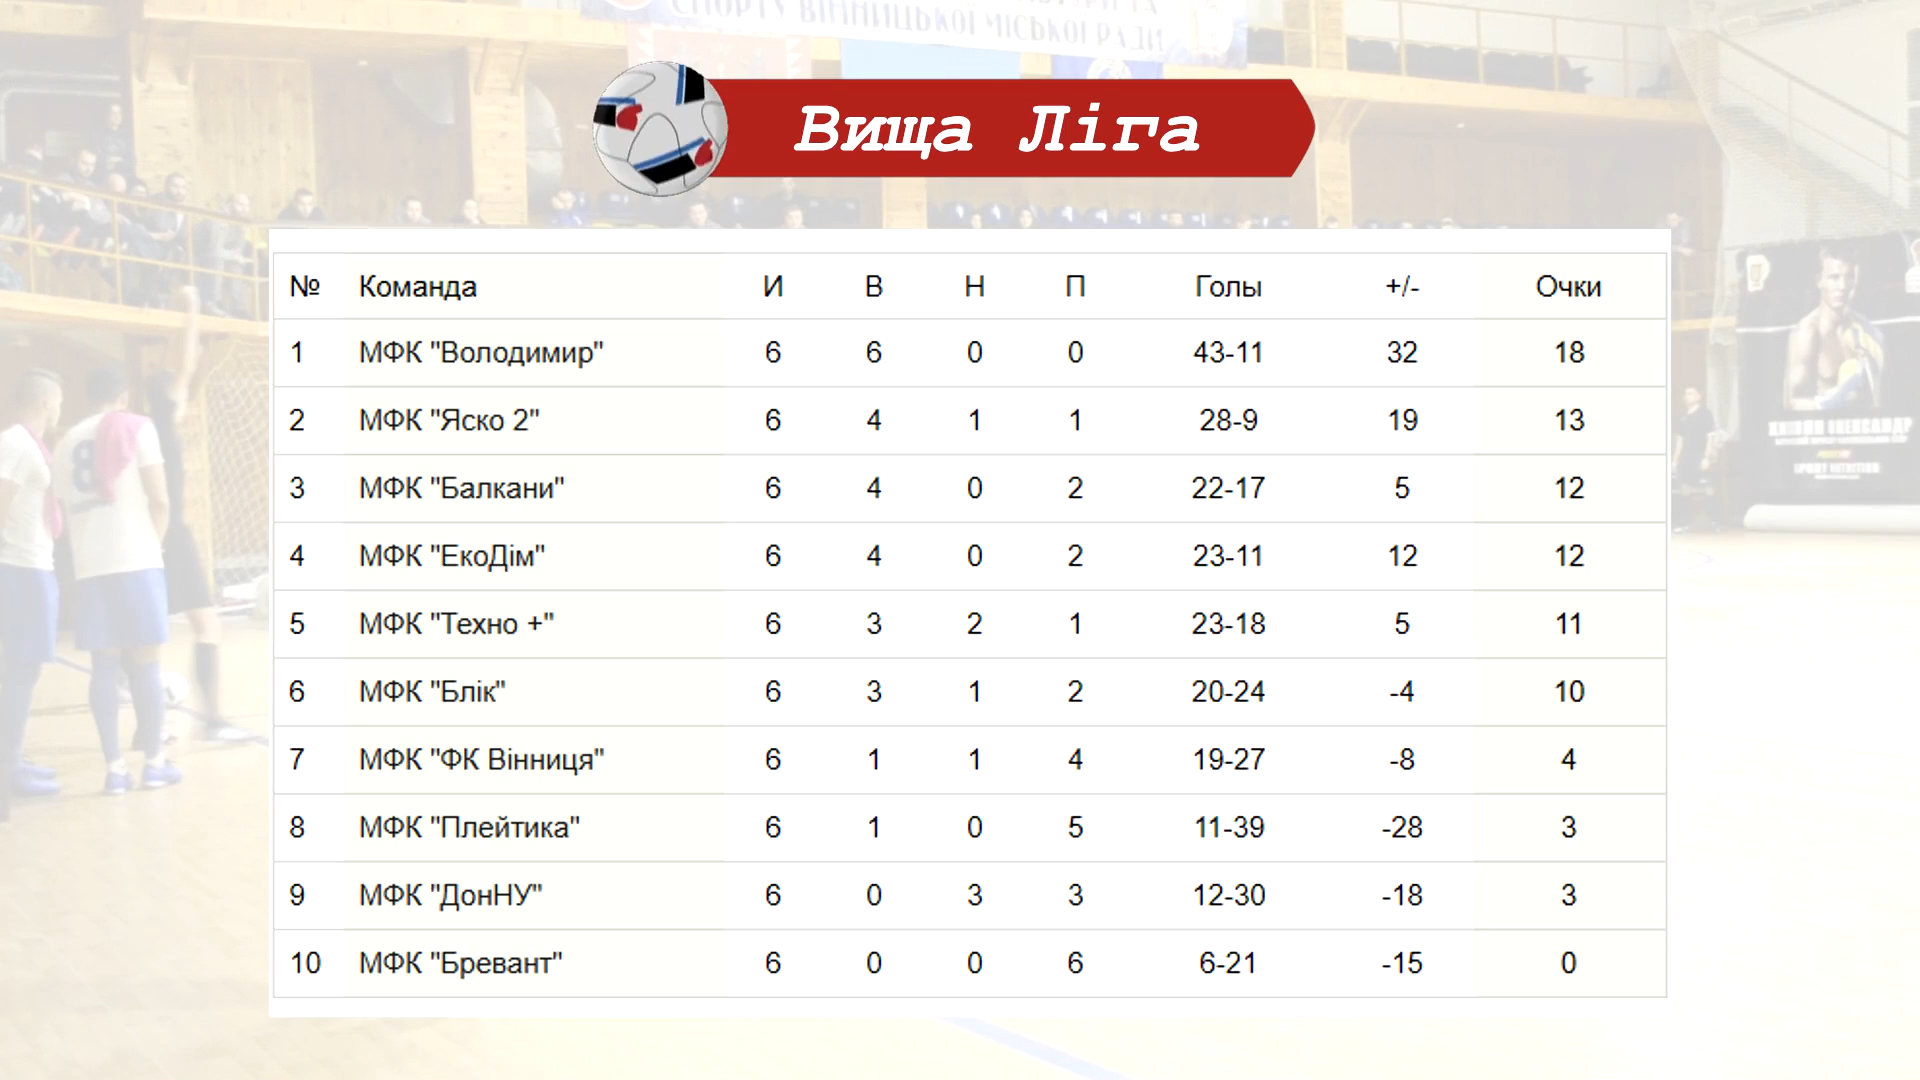 СПОРТУ ВІННИЦЬКОЇ МІСЬКОЇ РАДИ
Вища Ліга
№ Команда И В Н П Голы +/- Очки
1 МФК "Володимир" 6 6 0 0 43-11 32 18
2 МФК "Яско 2" 6 4 1 1 28-9 19 13
3 МФК "Балкани" 6 4 0 2 22-17 5 12
4 МФК "ЕкоДім" 6 4 0 2 23-11 12 12
5 МФК "Техно +" 6 3 2 1 23-18 5 11
6 МФК "Блік" 6 3 1 2 20-24 -4 10
7 МФК "ФК Вінниця" 6 1 1 4 19-27 -8 4
8 МФК "Плейтика" 6 1 0 5 11-39 -28 3
9 МФК "ДонНУ" 6 0 3 3 12-30 -18 3
10 МФК "Бревант" 6 0 0 6 6-21 -15 0
8